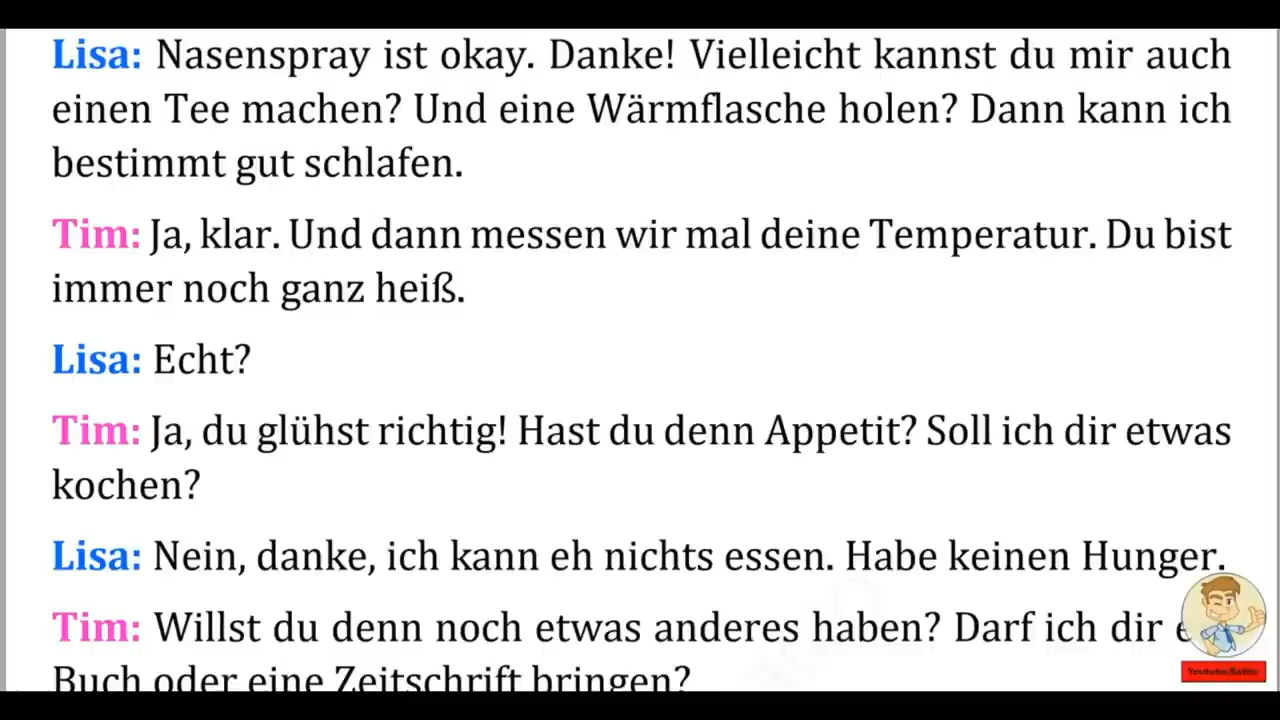 Lisa: Nasenspray ist okay. Danke! Vielleicht kannst du mir auch
einen Tee machen? Und eine Wärmflasche holen? Dann kann ich
bestimmt gut schlafen.
Tim: Ja, klar. Und dann messen wir mal deine Temperatur. Du bist
immer noch ganz heiß.
Lisa: Echt?
Tim: Ja, du glühst richtig! Hast du denn Appetit? Soll ich dir etwas
kochen?
Lisa: Nein, danke, ich kann eh nichts essen. Habe keinen Hunger.
Tim: Willst du denn noch etwas anderes haben? Darf ich dir
Buch oder eine Zeitschrift bringen?